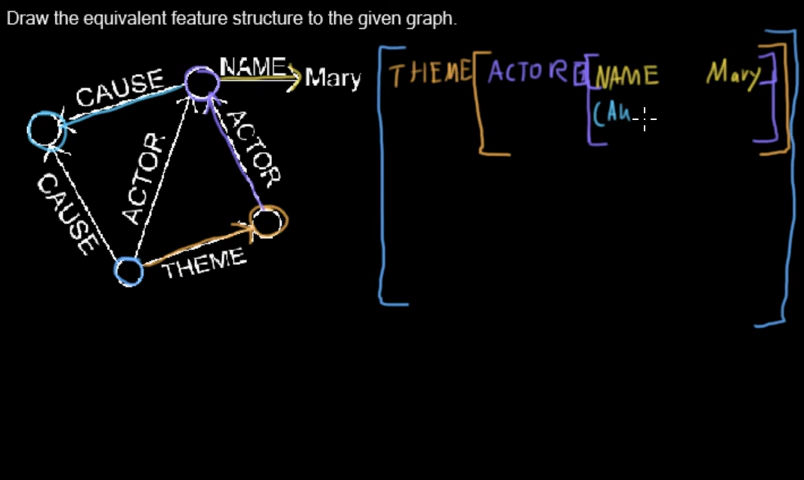 Draw the equivalent feature structure to the given graph.
CAUSE
NAME
Mary
ACTOR
ACTOR
CAUSE
THEME
THEME ACTOR NAME Mary
CAU